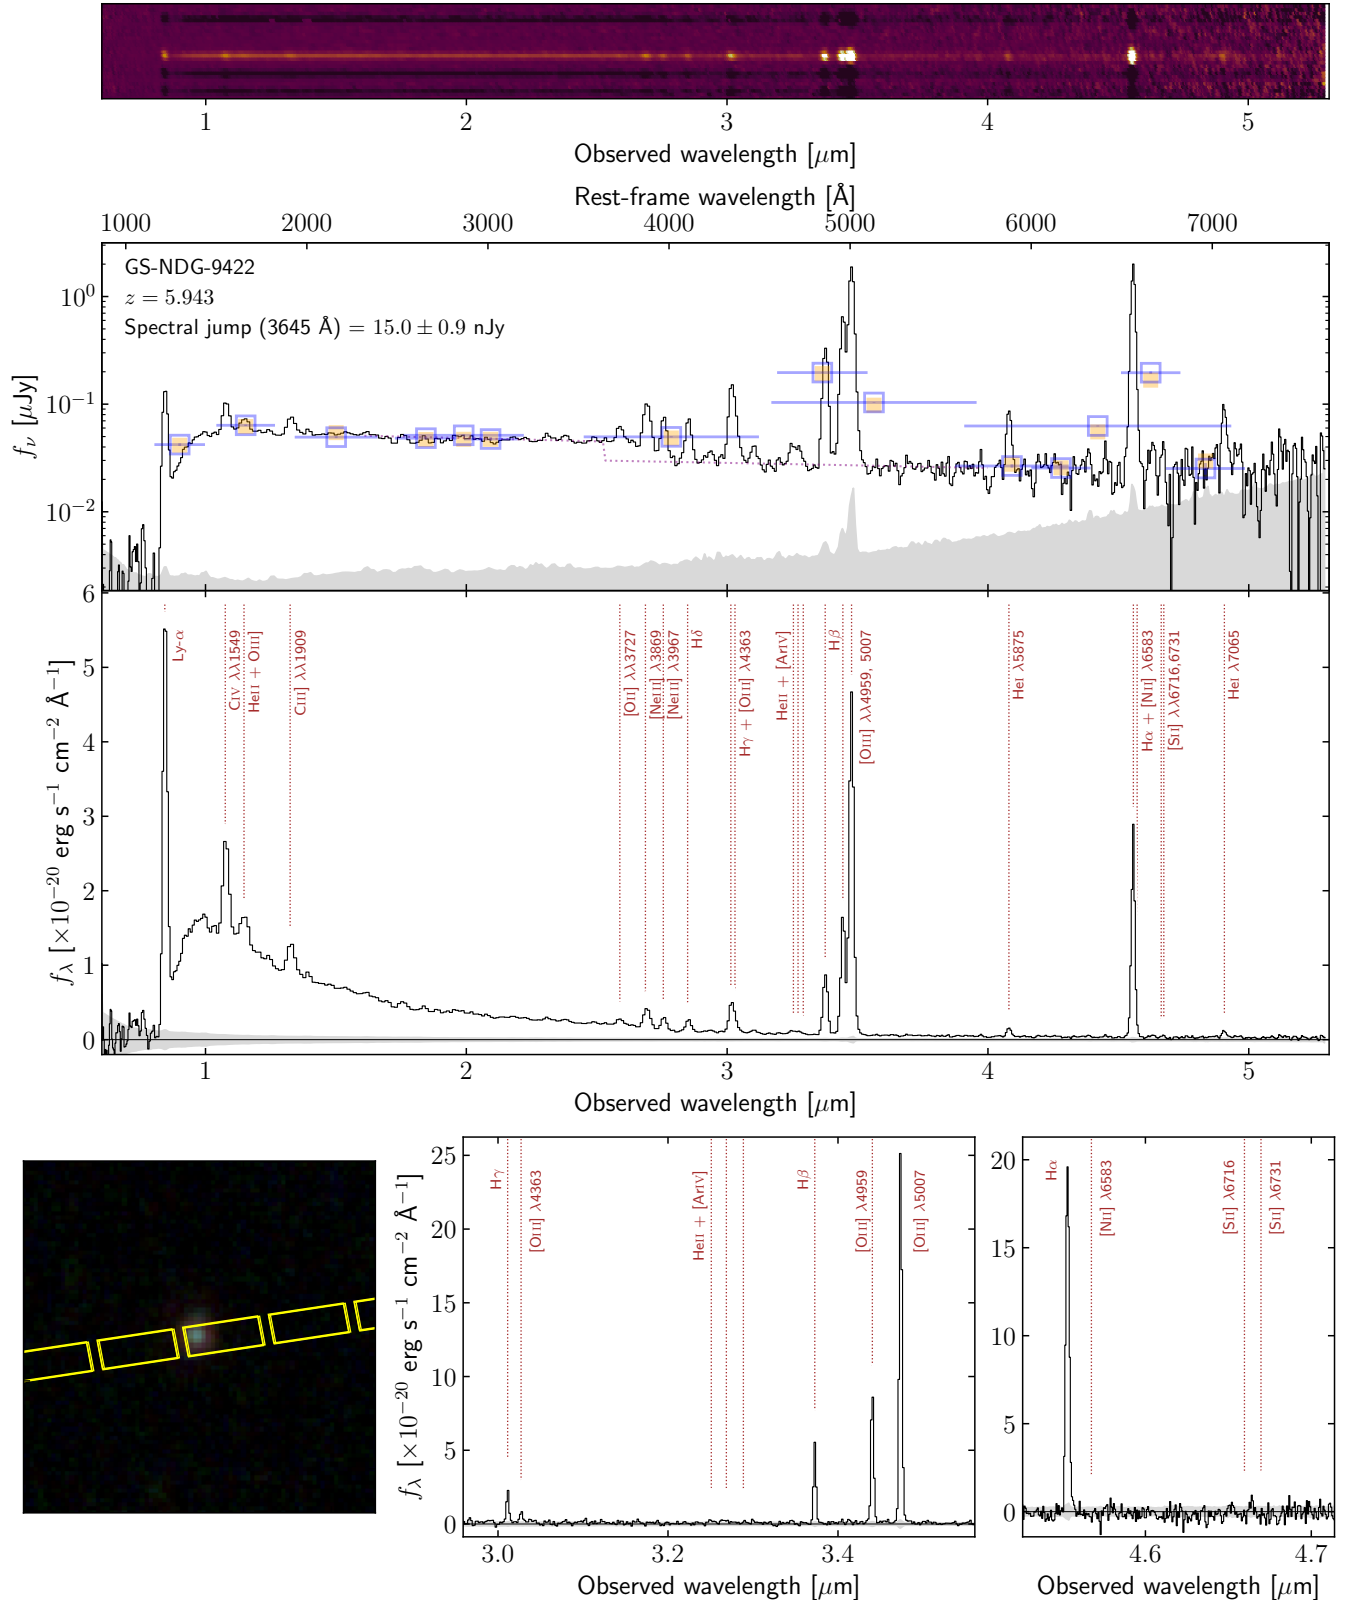 1 2 3 4 5
Observed wavelength [μm]
Rest-frame wavelength [Å]
1000 2000 3000 4000 5000 6000 7000
GS-NDG-9422
z = 5.943
Spectral jump (3645 Å) = 15.0 ± 0.9 nJy
10⁰
10⁻¹
10⁻²
f_ν [μJy]
6
6
5
4
3
2
1
0
f_λ [×10⁻²⁰ erg s⁻¹ cm⁻² Å⁻¹]
Ly-α
CIV λλ1549
HeII + OIII]
CIII] λλ1909
[OII] λλ3727
[NeIII] λ3869
[NeIII] λ3967
Hδ
Hγ + [OIII] λ4363
HeII + [ArIV]
Hβ
[OIII] λλ4959, 5007
HeI λ5875
Hα + [NII] λ6583
[SII] λλ6716,6731
HeI λ7065
1 2 3 4 5
Observed wavelength [μm]
25
20
15
10
5
0
f_λ [×10⁻²⁰ erg s⁻¹ cm⁻² Å⁻¹]
Hγ
[OIII] λ4363
HeII + [ArIV]
Hβ
[OIII] λ4959
[OIII] λ5007
3.0 3.2 3.4
Observed wavelength [μm]
20
15
10
5
0
Hα
[NII] λ6583
[SII] λ6716
[SII] λ6731
4.6 4.7
Observed wavelength [μm]